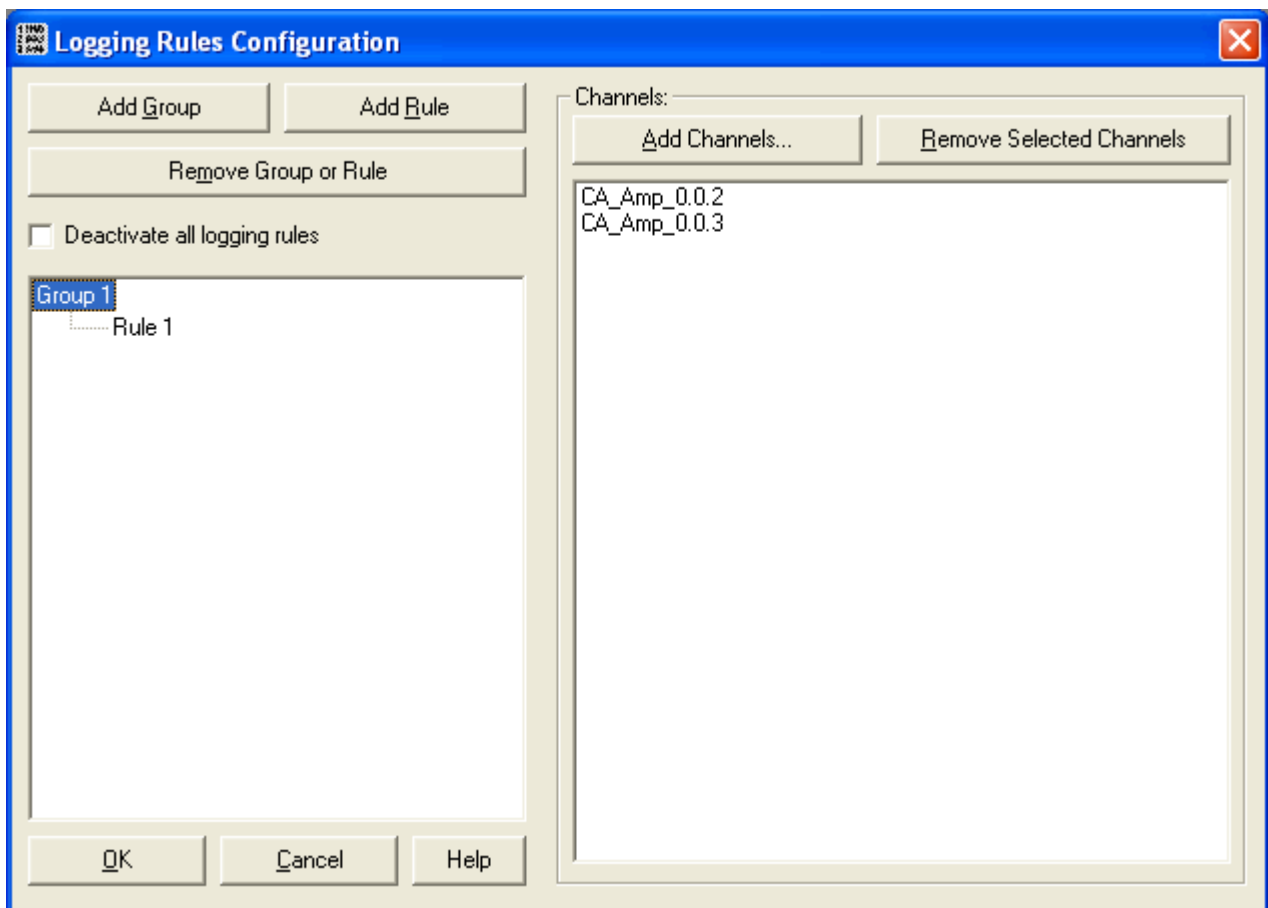 Logging Rules Configuration
Add Group
Add Rule
Remove Group or Rule
Deactivate all logging rules
Group 1
Rule 1
OK
Cancel
Help
Channels:
Add Channels...
Remove Selected Channels
CA_Amp_0.0.2
CA_Amp_0.0.3